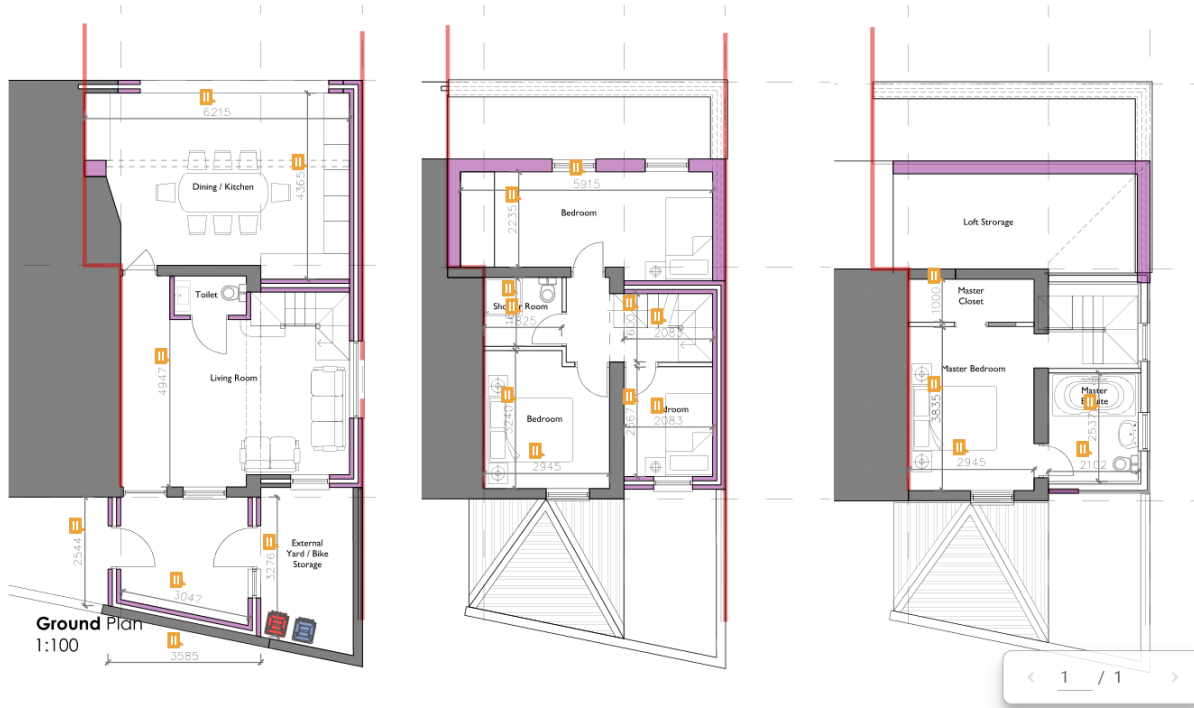 6215
Dining / Kitchen
4365
Toilet
Living Room
4947
External
Yard / Bike
Storage
2544
3276
3047
Ground Plan
1:100
3585
5915
2235
Bedroom
Shower Room
1825
2083
Bedroom
3240
2945
2567
2083
Loft Strorage
1000
Master
Closet
Master Bedroom
3835
2945
Master
2537
2102
1 / 1